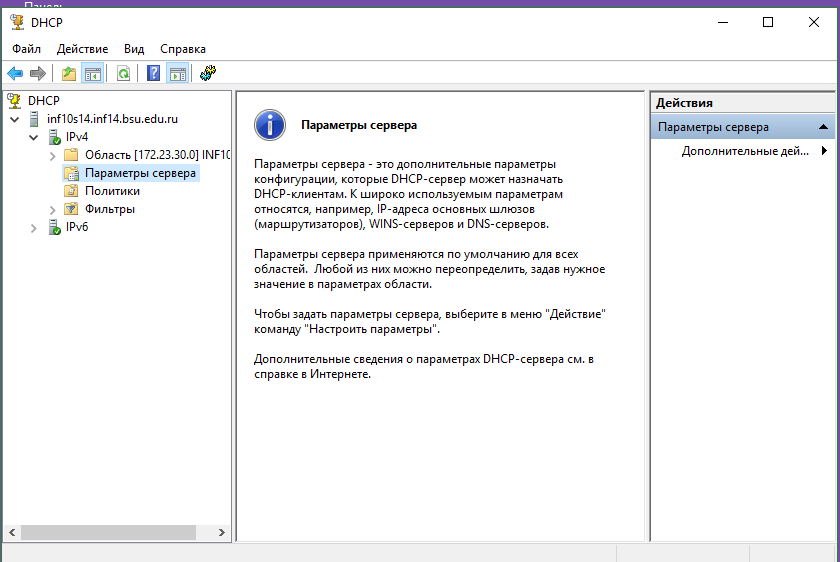 Панель
DHCP
Файл Действие Вид Справка
DHCP
inf10s14.inf14.bsu.edu.ru
IPv4
Область [172.23.30.0] INF10
Параметры сервера
Политики
Фильтры
IPv6
Параметры сервера
Параметры сервера - это дополнительные параметры
конфигурации, которые DHCP-сервер может назначать
DHCP-клиентам. К широко используемым параметрам
относятся, например, IP-адреса основных шлюзов
(маршрутизаторов), WINS-серверов и DNS-серверов.
Параметры сервера применяются по умолчанию для всех
областей. Любой из них можно переопределить, задав нужное
значение в параметрах области.
Чтобы задать параметры сервера, выберите в меню "Действие"
команду "Настроить параметры".
Дополнительные сведения о параметрах DHCP-сервера см. в
справке в Интернете.
Действия
Параметры сервера
Дополнительные дей...